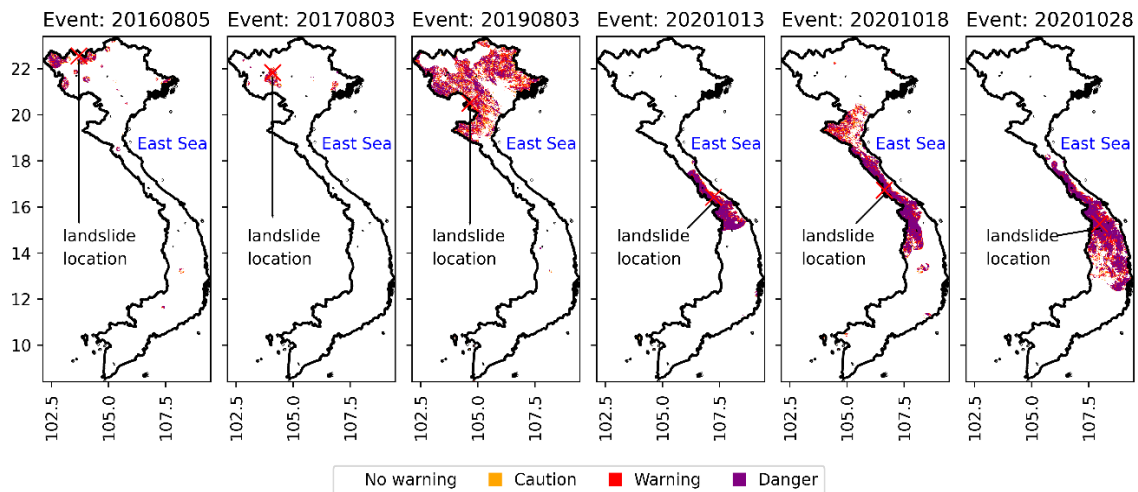 Event: 20160805
Event: 20170803
Event: 20190803
Event: 20201013
Event: 20201018
Event: 20201028
22
20
18
16
14
12
10
East Sea
East Sea
East Sea
East Sea
East Sea
East Sea
landslide
location
landslide
location
landslide
location
landslide
location
landslide
location
landslide
location
102.5
105.0
107.5
102.5
105.0
107.5
102.5
105.0
107.5
102.5
105.0
107.5
102.5
105.0
107.5
102.5
105.0
107.5
No warning
Caution
Warning
Danger